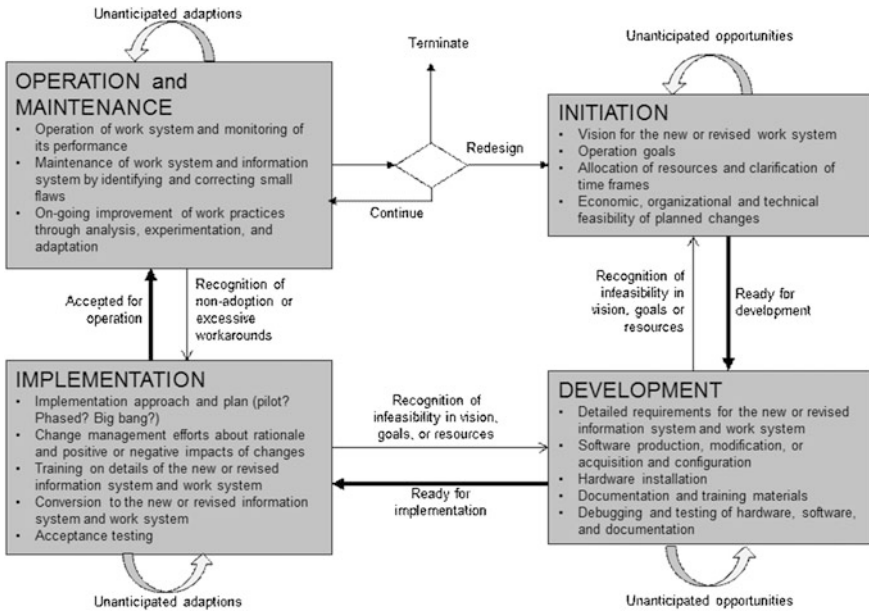 Unanticipated adaptions
OPERATION and
MAINTENANCE
• Operation of work system and monitoring of
its performance
• Maintenance of work system and information
system by identifying and correcting small
flaws
• On-going improvement of work practices
through analysis, experimentation, and
adaptation
Terminate
Redesign
Continue
Unanticipated opportunities
INITIATION
• Vision for the new or revised work system
• Operation goals
• Allocation of resources and clarification of
time frames
• Economic, organizational and technical
feasibility of planned changes
Accepted for
operation
Recognition of
non-adoption or
excessive
workarounds
Recognition of
infeasibility in
vision, goals or
resources
Ready for
development
IMPLEMENTATION
• Implementation approach and plan (pilot?
Phased? Big bang?)
• Change management efforts about rationale
and positive or negative impacts of changes
• Training on details of the new or revised
information system and work system
• Conversion to the new or revised information
system and work system
• Acceptance testing
Unanticipated adaptions
Recognition of
infeasibility in vision,
goals, or resources
Ready for
implementation
DEVELOPMENT
• Detailed requirements for the new or revised
information system and work system
• Software production, modification, or
acquisition and configuration
• Hardware installation
• Documentation and training materials
• Debugging and testing of hardware, software,
and documentation
Unanticipated opportunities